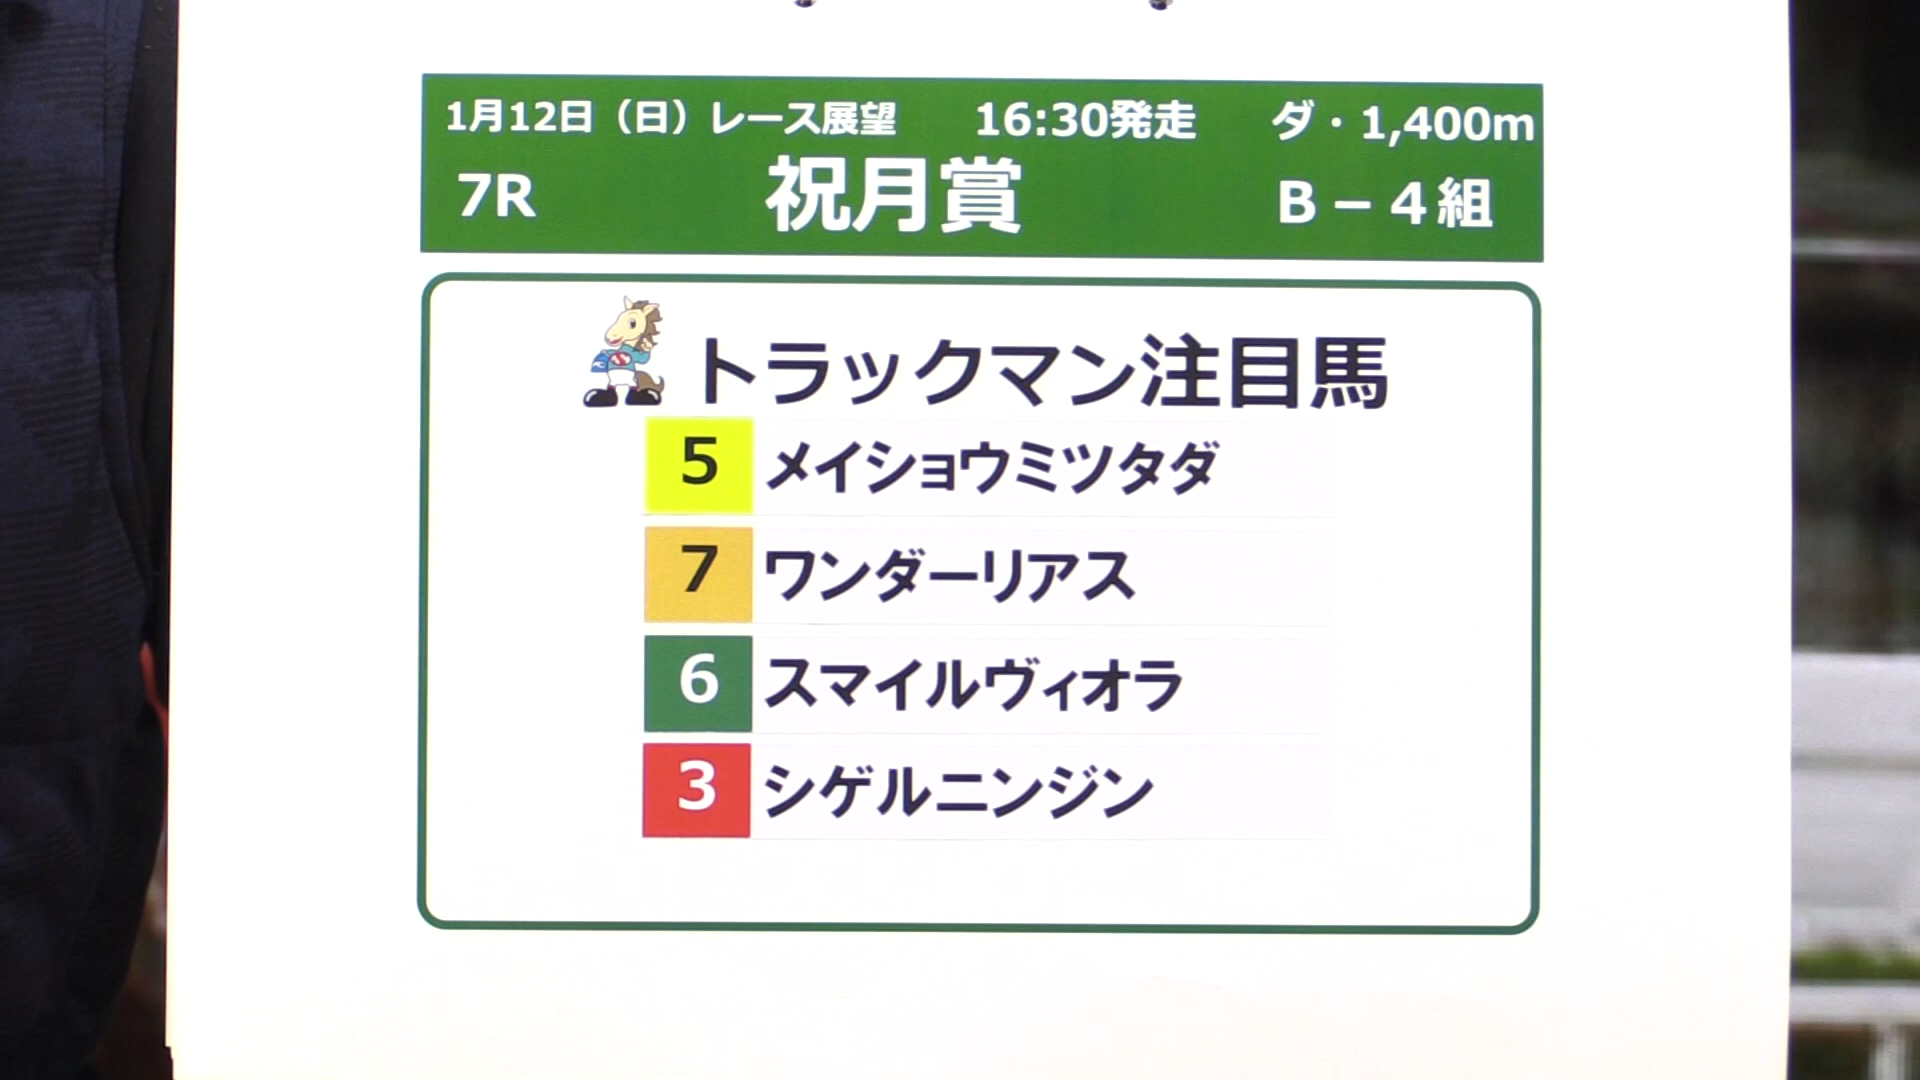 1月12日（日）レース展望 16:30発走 ダ・1,400m
7R 祝月賞 B－4組
トラックマン注目馬
5 メイショウミツタダ
7 ワンダーリアス
6 スマイルヴィオラ
3 シゲルニンジン